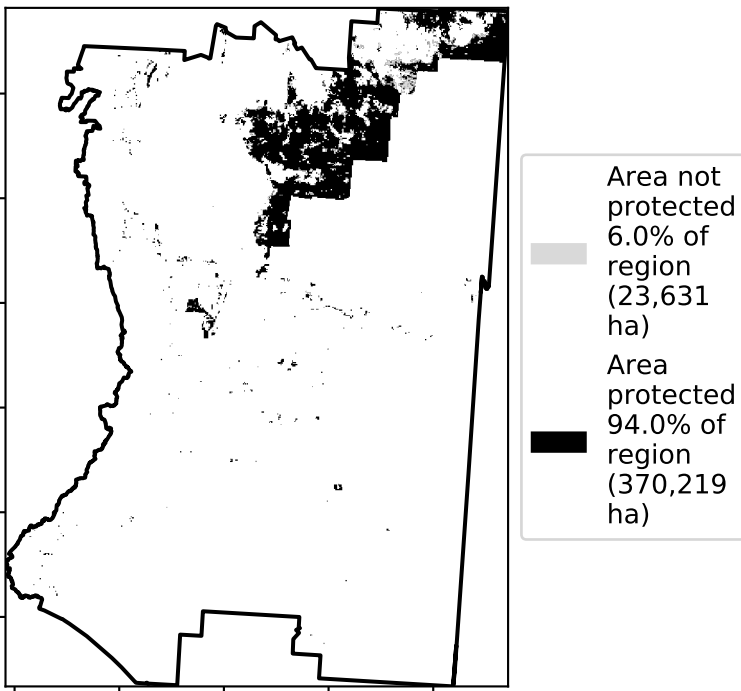 Area not
protected
6.0% of
region
(23,631
ha)
Area
protected
94.0% of
region
(370,219
ha)